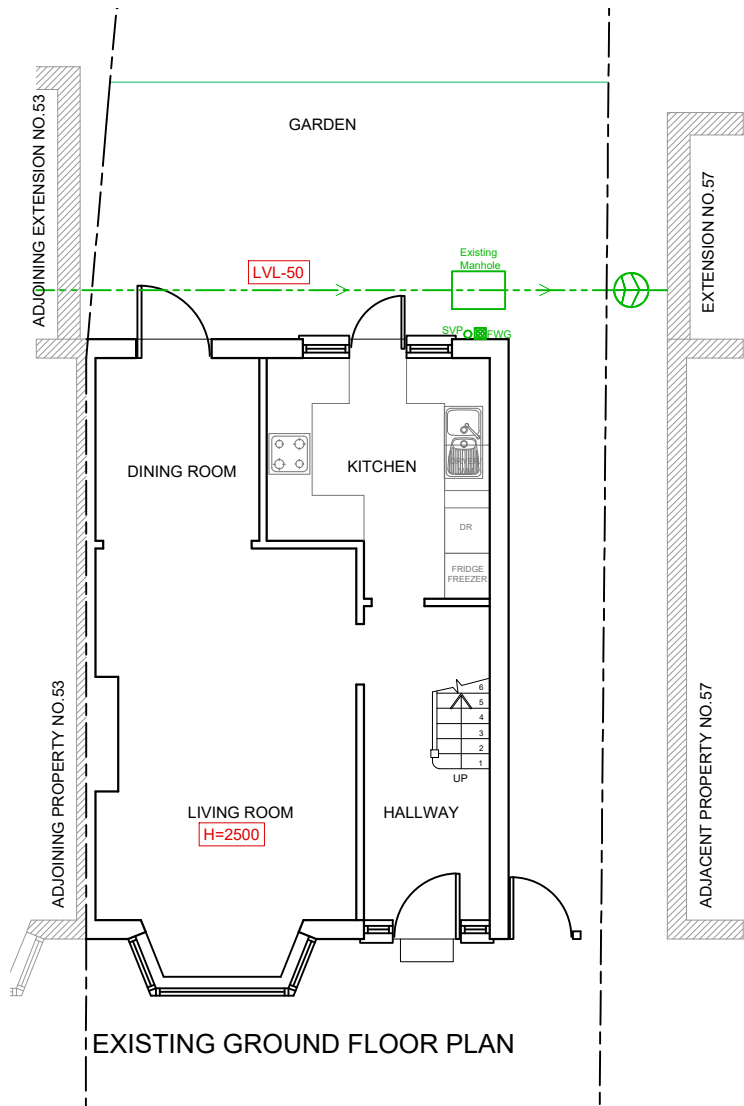 GARDEN
ADJOINING EXTENSION NO.53
EXTENSION NO.57
Existing
Manhole
LVL-50
SVP
FWG
DINING ROOM
KITCHEN
DR
FRIDGE
FREEZER
ADJOINING PROPERTY NO.53
ADJACENT PROPERTY NO.57
6
5
4
3
2
1
UP
LIVING ROOM
HALLWAY
H=2500
EXISTING GROUND FLOOR PLAN